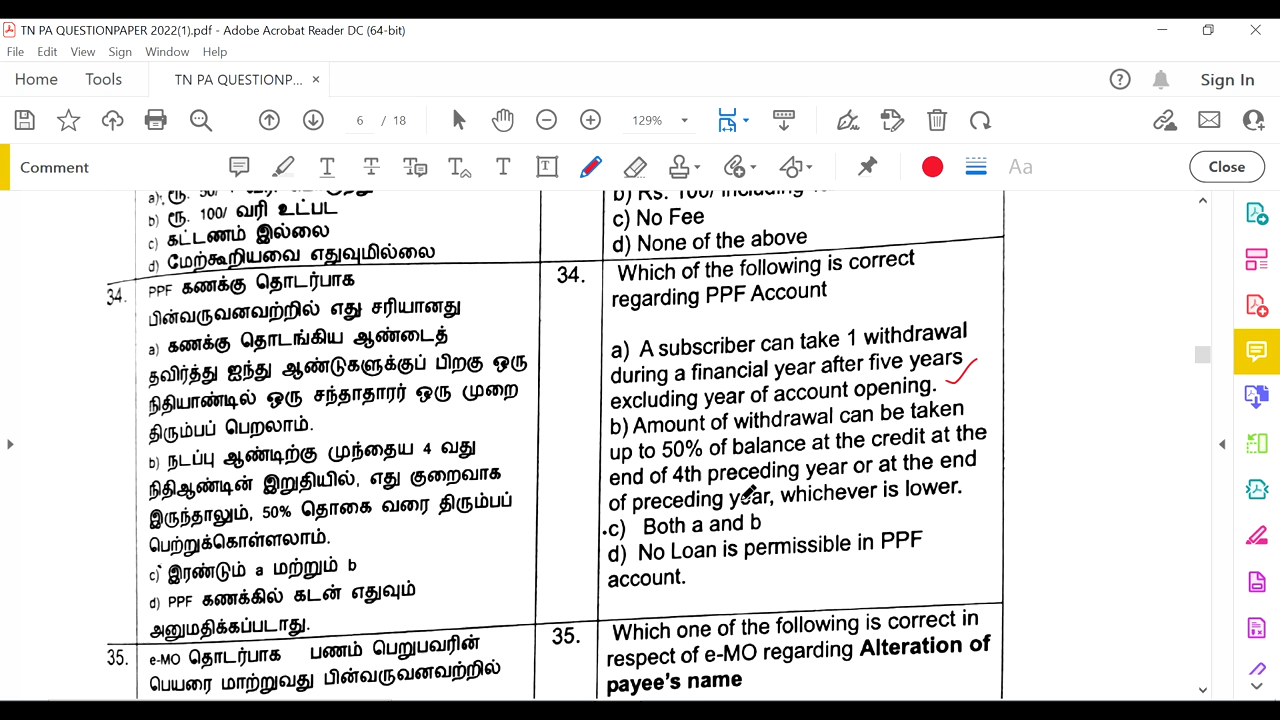 TN PA QUESTIONPAPER 2022(1).pdf - Adobe Acrobat Reader DC (64-bit)
File Edit View Sign Window Help
Home Tools TN PA QUESTIONP... × Sign In
6 / 18 129%
Comment Aa Close
b) ரூ. 100/ வரி உட்பட
c) கட்டணம் இல்லை
d) மேற்கூறியவை எதுவுமில்லை
34. PPF கணக்கு தொடர்பாக
பின்வருவனவற்றில் எது சரியானது
a) கணக்கு தொடங்கிய ஆண்டைத்
தவிர்த்து ஐந்து ஆண்டுகளுக்குப் பிறகு ஒரு
நிதியாண்டில் ஒரு சந்தாதாரர் ஒரு முறை
திரும்பப் பெறலாம்.
b) நடப்பு ஆண்டிற்கு முந்தைய 4 வது
நிதிஆண்டின் இறுதியில், எது குறைவாக
இருந்தாலும், 50% தொகை வரை திரும்பப்
பெற்றுக்கொள்ளலாம்.
c) இரண்டும் a மற்றும் b
d) PPF கணக்கில் கடன் எதுவும்
அனுமதிக்கப்படாது.
35. e-MO தொடர்பாக பணம் பெறுபவரின்
பெயரை மாற்றுவது பின்வருவனவற்றில்
b) Rs. 100/ including
c) No Fee
d) None of the above
34. Which of the following is correct
regarding PPF Account
a) A subscriber can take 1 withdrawal
during a financial year after five years
excluding year of account opening.
b) Amount of withdrawal can be taken
up to 50% of balance at the credit at the
end of 4th preceding year or at the end
of preceding year, whichever is lower.
c) Both a and b
d) No Loan is permissible in PPF
account.
35. Which one of the following is correct in
respect of e-MO regarding Alteration of
payee's name